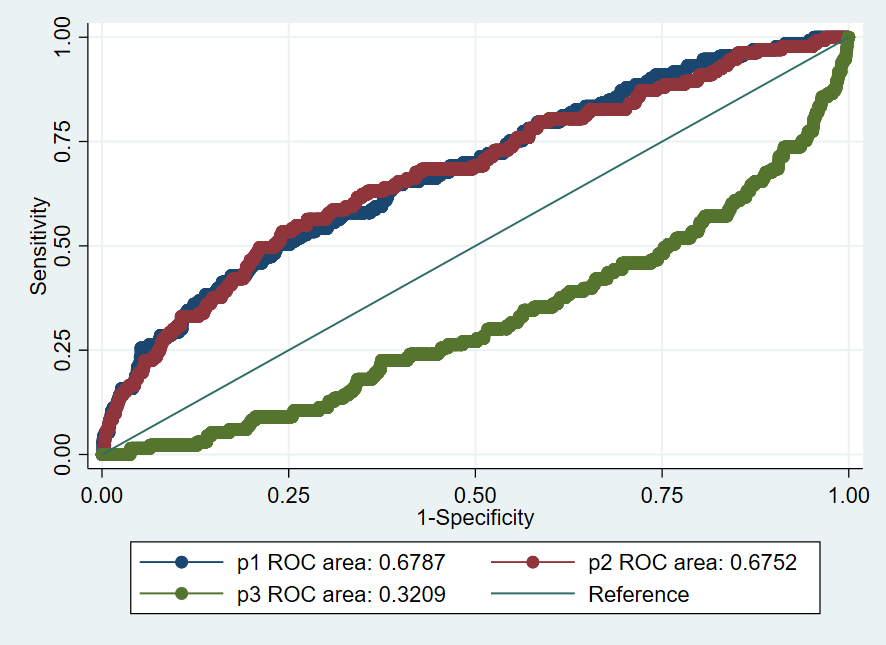 1.00
0.75
0.50
0.25
0.00
Sensitivity
0.00 0.25 0.50 0.75 1.00
1-Specificity
p1 ROC area: 0.6787 p2 ROC area: 0.6752
p3 ROC area: 0.3209 Reference